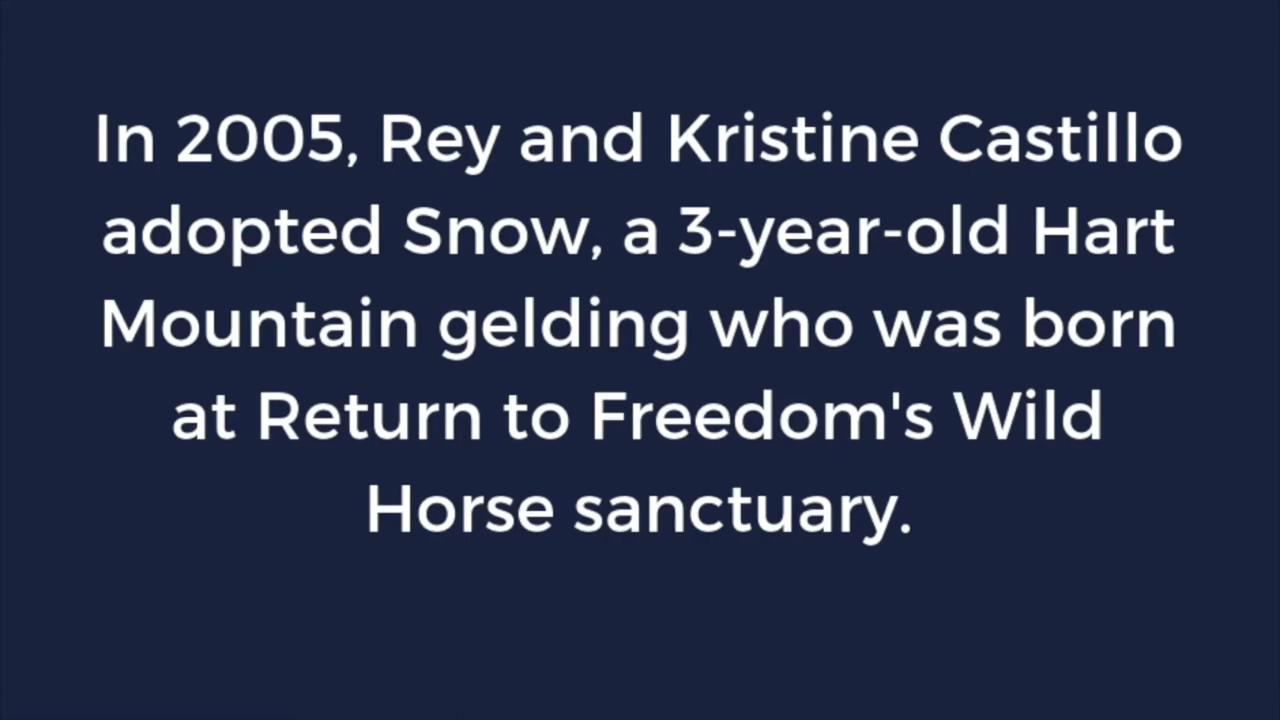 In 2005, Rey and Kristine Castillo
adopted Snow, a 3-year-old Hart
Mountain gelding who was born
at Return to Freedom's Wild
Horse sanctuary.